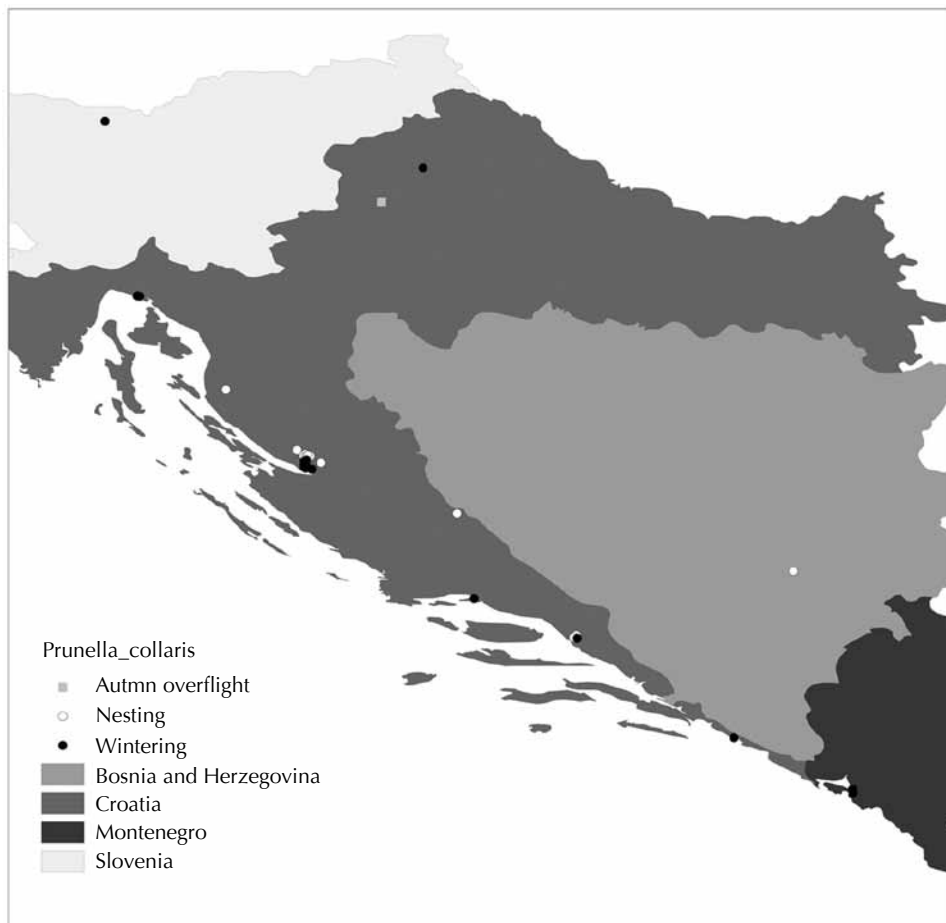 Prunella_collaris
Autmn overflight
Nesting
Wintering
Bosnia and Herzegovina
Croatia
Montenegro
Slovenia